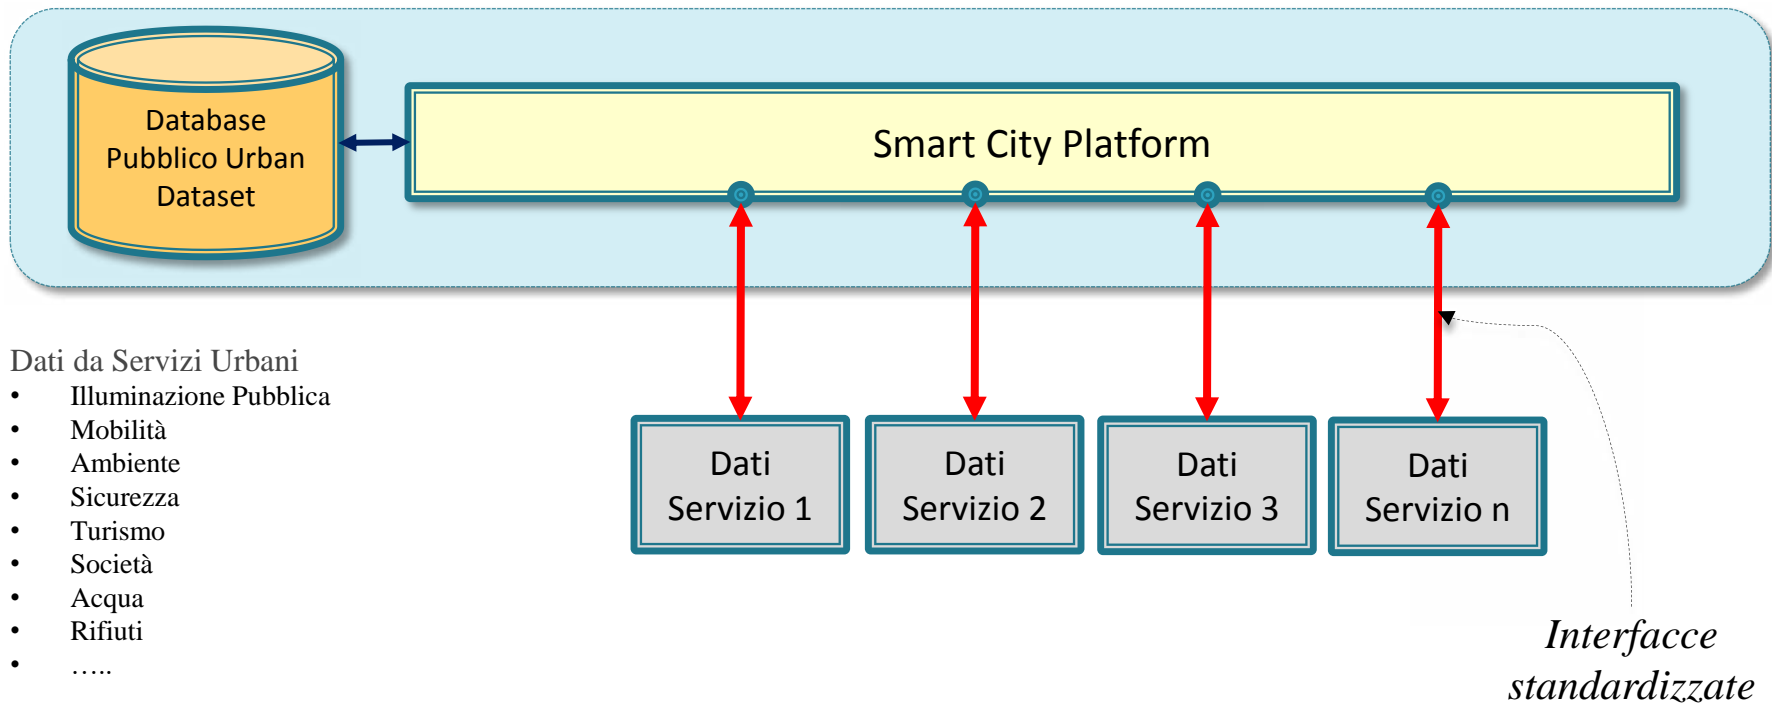 Database
Pubblico Urban
Dataset
Smart City Platform
Dati da Servizi Urbani
• Illuminazione Pubblica
• Mobilità
• Ambiente
• Sicurezza
• Turismo
• Società
• Acqua
• Rifiuti
• …..
Dati
Servizio 1
Dati
Servizio 2
Dati
Servizio 3
Dati
Servizio n
Interfacce
standardizzate